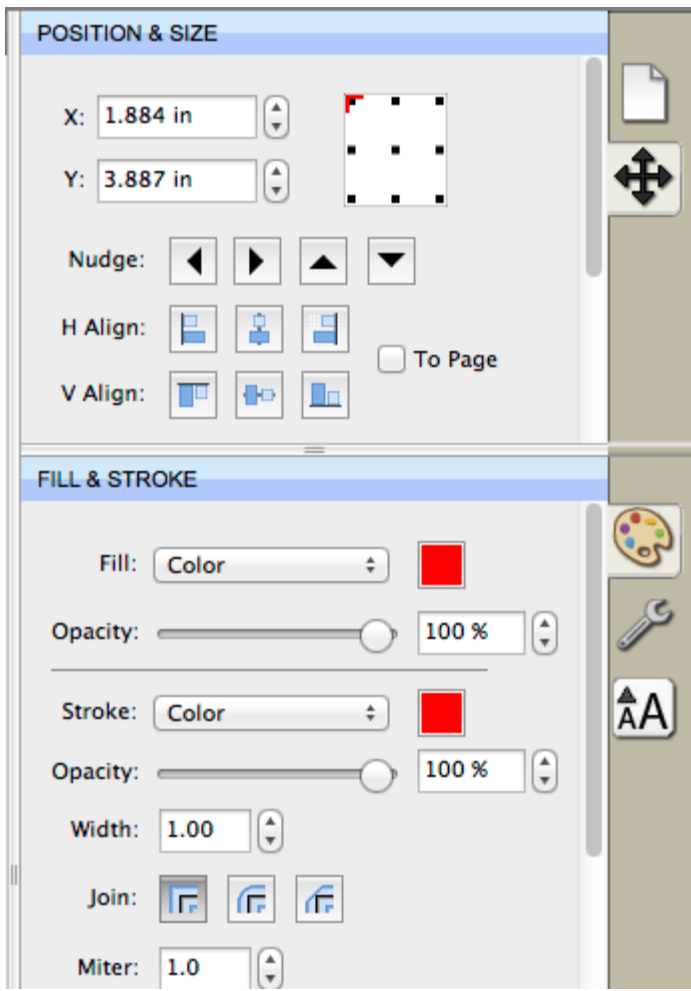 POSITION & SIZE
X: 1.884 in
Y: 3.887 in
Nudge:
H Align:
To Page
V Align:
FILL & STROKE
Fill: Color
Opacity: 100 %
Stroke: Color
Opacity: 100 %
AA
Width: 1.00
Join:
Miter: 1.0